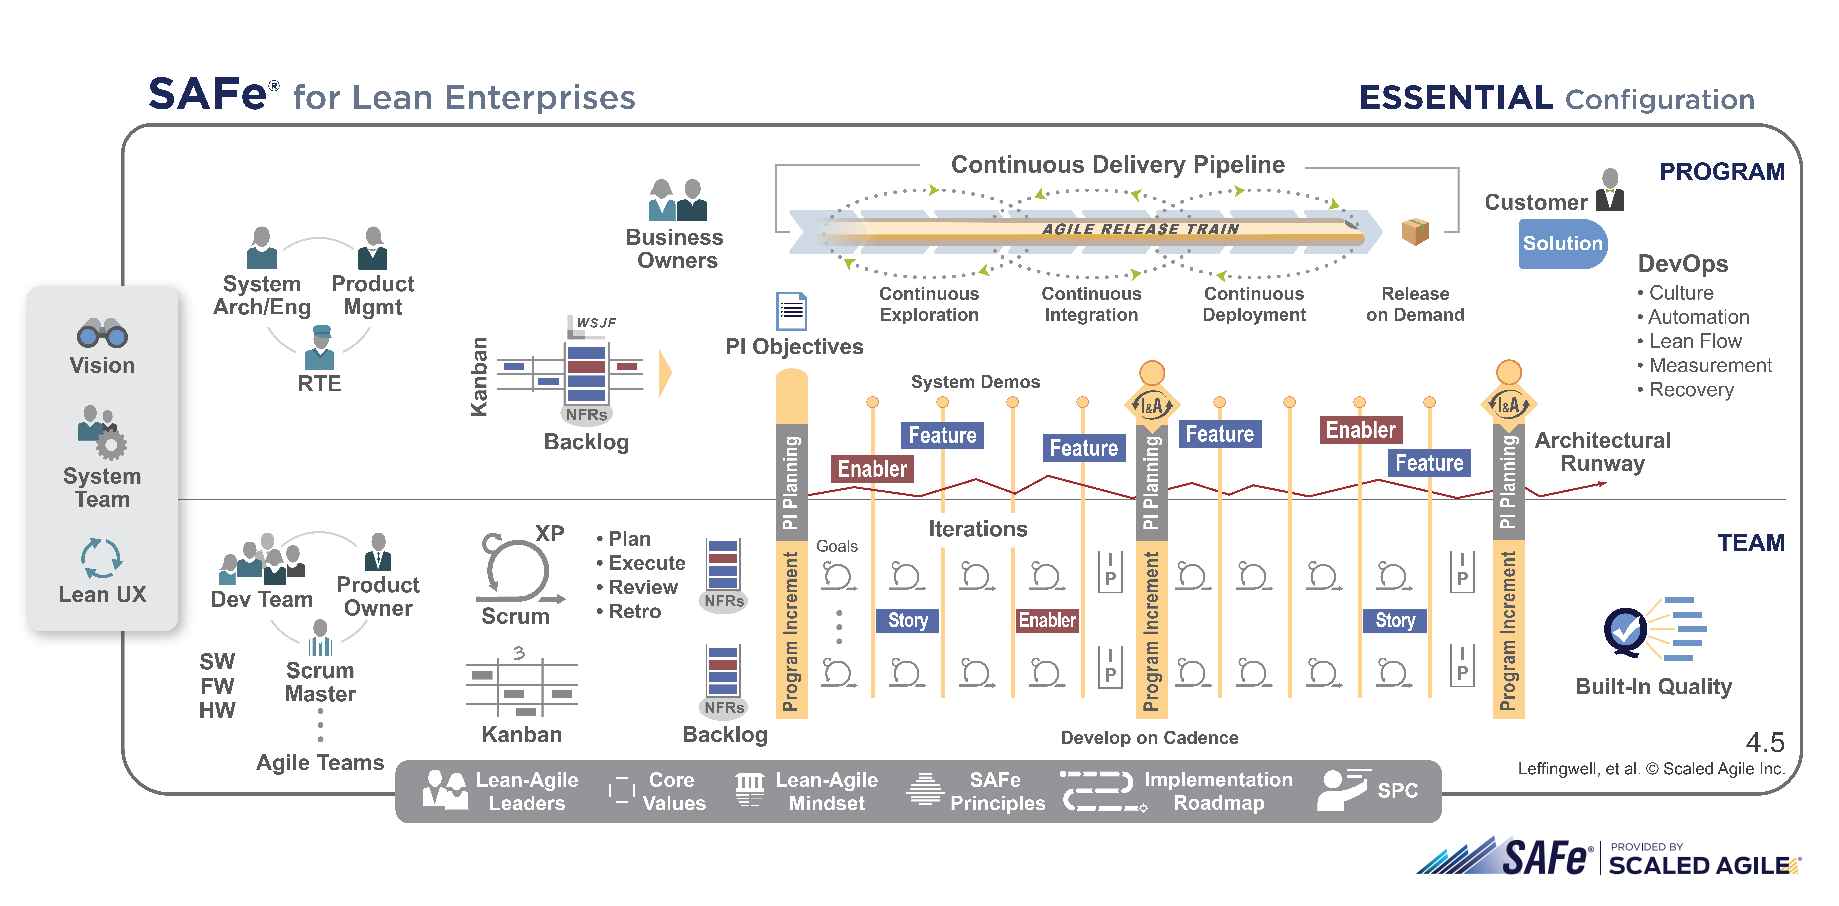 SAFe® for Lean Enterprises
ESSENTIAL Configuration
Continuous Delivery Pipeline
PROGRAM
Customer
Solution
Business
Owners
AGILE RELEASE TRAIN
Continuous
Exploration
Continuous
Integration
Continuous
Deployment
Release
on Demand
DevOps
• Culture
• Automation
• Lean Flow
• Measurement
• Recovery
System
Arch/Eng
Product
Mgmt
RTE
Vision
System
Team
Lean UX
Kanban
WSJF
NFRs
Backlog
PI Objectives
System Demos
I&A
I&A
Feature
Feature
Feature
Enabler
Enabler
Feature
Architectural
Runway
PI Planning
PI Planning
PI Planning
TEAM
Iterations
Goals
Dev Team
Product
Owner
Scrum
Master
SW
FW
HW
Agile Teams
XP
Scrum
• Plan
• Execute
• Review
• Retro
NFRs
3
Kanban
NFRs
Backlog
Program Increment
Program Increment
Program Increment
I
P
I
P
I
P
I
P
Story
Enabler
Story
Develop on Cadence
Built-In Quality
4.5
Leffingwell, et al. © Scaled Agile Inc.
Lean-Agile
Leaders
Core
Values
Lean-Agile
Mindset
SAFe
Principles
Implementation
Roadmap
SPC
SAFe®
PROVIDED BY
SCALED AGILE®